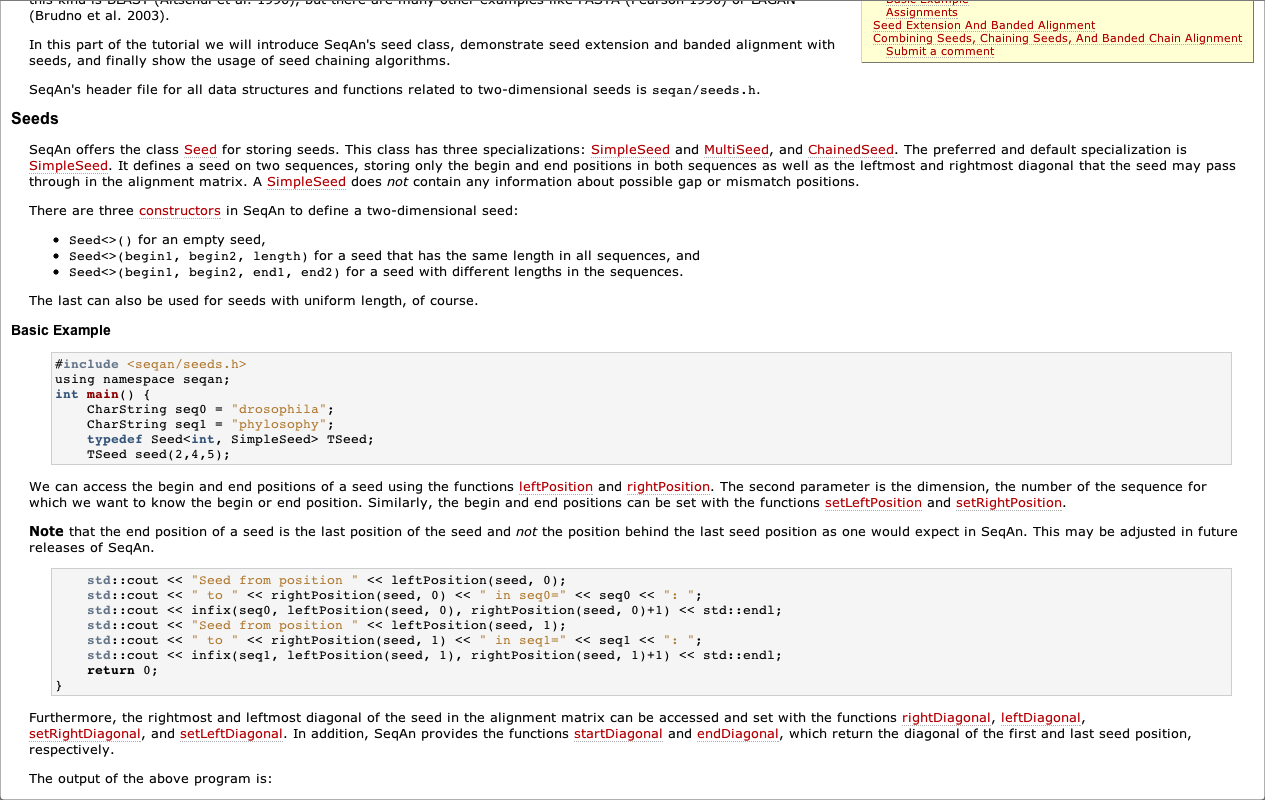 this kind is BLAST (Altschul et al. 1990), but there are many other examples like FASTA (Pearson 1990) or LAGAN
(Brudno et al. 2003).
Basic Example
Assignments
Seed Extension And Banded Alignment
Combining Seeds, Chaining Seeds, And Banded Chain Alignment
Submit a comment
In this part of the tutorial we will introduce SeqAn's seed class, demonstrate seed extension and banded alignment with
seeds, and finally show the usage of seed chaining algorithms.
SeqAn's header file for all data structures and functions related to two-dimensional seeds is seqan/seeds.h.
Seeds
SeqAn offers the class Seed for storing seeds. This class has three specializations: SimpleSeed and MultiSeed, and ChainedSeed. The preferred and default specialization is
SimpleSeed. It defines a seed on two sequences, storing only the begin and end positions in both sequences as well as the leftmost and rightmost diagonal that the seed may pass
through in the alignment matrix. A SimpleSeed does not contain any information about possible gap or mismatch positions.
There are three constructors in SeqAn to define a two-dimensional seed:
• Seed<>() for an empty seed,
• Seed<>(begin1, begin2, length) for a seed that has the same length in all sequences, and
• Seed<>(begin1, begin2, end1, end2) for a seed with different lengths in the sequences.
The last can also be used for seeds with uniform length, of course.
Basic Example
#include <seqan/seeds.h>
using namespace seqan;
int main() {
    CharString seq0 = "drosophila";
    CharString seq1 = "phylosophy";
    typedef Seed<int, SimpleSeed> TSeed;
    TSeed seed(2,4,5);
We can access the begin and end positions of a seed using the functions leftPosition and rightPosition. The second parameter is the dimension, the number of the sequence for
which we want to know the begin or end position. Similarly, the begin and end positions can be set with the functions setLeftPosition and setRightPosition.
Note that the end position of a seed is the last position of the seed and not the position behind the last seed position as one would expect in SeqAn. This may be adjusted in future
releases of SeqAn.
    std::cout << "Seed from position " << leftPosition(seed, 0);
    std::cout << " to " << rightPosition(seed, 0) << " in seq0=" << seq0 << ": ";
    std::cout << infix(seq0, leftPosition(seed, 0), rightPosition(seed, 0)+1) << std::endl;
    std::cout << "Seed from position " << leftPosition(seed, 1);
    std::cout << " to " << rightPosition(seed, 1) << " in seq1=" << seq1 << ": ";
    std::cout << infix(seq1, leftPosition(seed, 1), rightPosition(seed, 1)+1) << std::endl;
    return 0;
}
Furthermore, the rightmost and leftmost diagonal of the seed in the alignment matrix can be accessed and set with the functions rightDiagonal, leftDiagonal,
setRightDiagonal, and setLeftDiagonal. In addition, SeqAn provides the functions startDiagonal and endDiagonal, which return the diagonal of the first and last seed position,
respectively.
The output of the above program is: